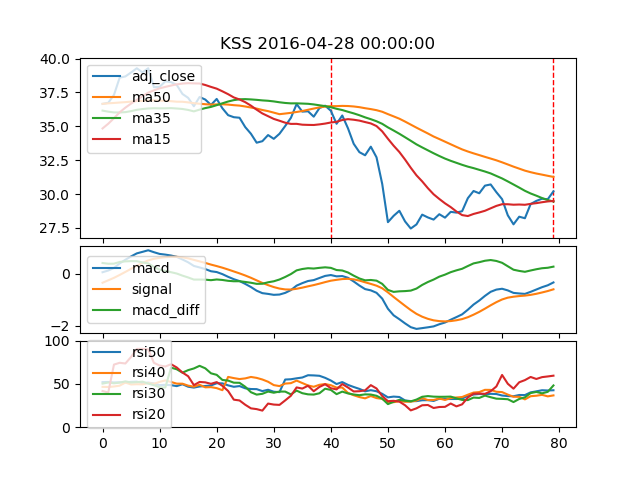 KSS 2016-04-28 00:00:00
40.0
37.5
35.0
32.5
30.0
27.5
adj_close
ma50
ma35
ma15
0
−2
macd
signal
macd_diff
100
50
0
rsi50
rsi40
rsi30
rsi20
0 10 20 30 40 50 60 70 80